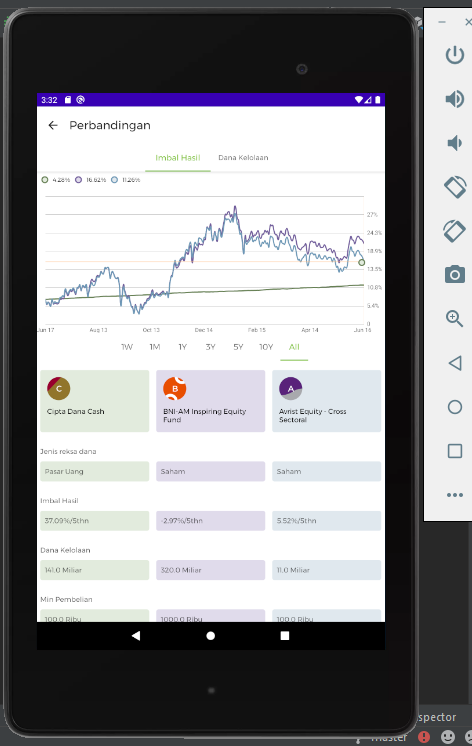 3:32
Perbandingan
Imbal Hasil Dana Kelolaan
4.28% 16.62% 11.26%
27%
24.3%
18.9%
13.5%
10.8%
5.4%
0
Jun 17 Aug 13 Oct 13 Dec 14 Feb 15 Apr 14 Jun 16
1W 1M 1Y 3Y 5Y 10Y All
C B A
Cipta Dana Cash BNI-AM Inspiring Equity Fund Avrist Equity - Cross Sectoral
Jenis reksa dana
Pasar Uang Saham Saham
Imbal Hasil
37.09%/5thn -2.97%/5thn 5.52%/5thn
Dana Kelolaan
141.0 Miliar 320.0 Miliar 11.0 Miliar
Min Pembelian
100.0 Ribu 1000.0 Ribu 100.0 Ribu
spector
master